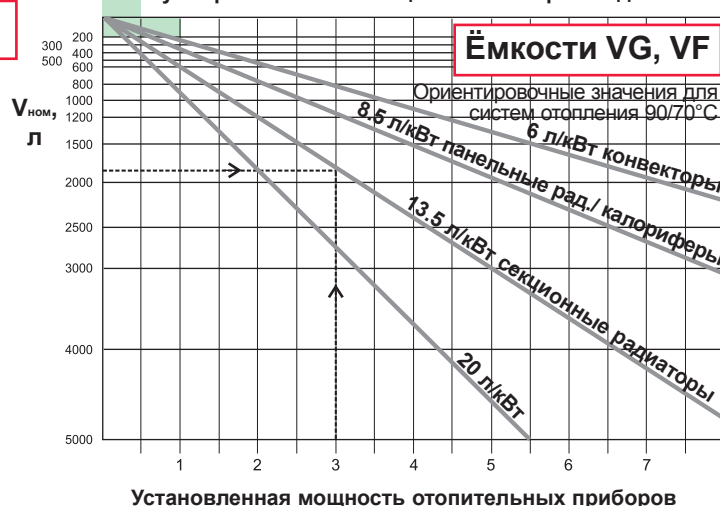 Ёмкости VG, VF
Ориентировочные значения для
систем отопления 90/70°C
200
300
400
500
600
800
1000
1200
1500
2000
2500
3000
4000
5000
Vном,
л
6 л/кВт конвекторы
8.5 л/кВт панельные рад./ калориферы
13.5 л/кВт секционные радиаторы
20 л/кВт
1 2 3 4 5 6 7
Установленная мощность отопительных приборов